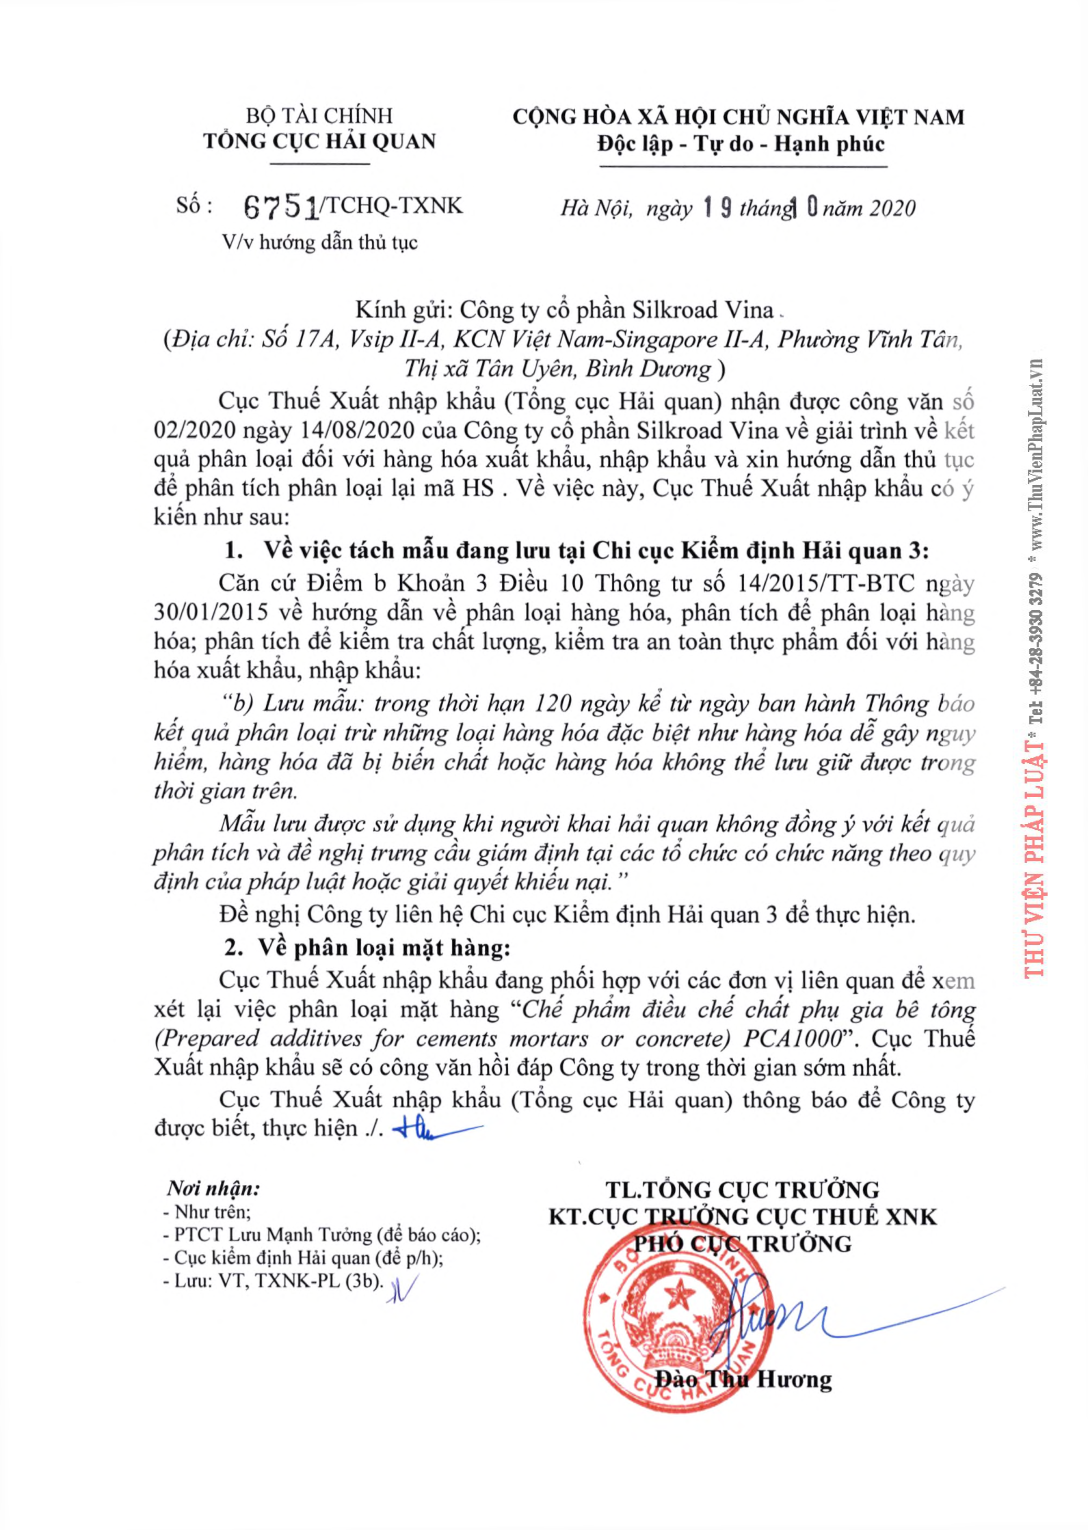 BỘ TÀI CHÍNH
TỔNG CỤC HẢI QUAN
CỘNG HÒA XÃ HỘI CHỦ NGHĨA VIỆT NAM
Độc lập - Tự do - Hạnh phúc
Số : 6751/TCHQ-TXNK
V/v hướng dẫn thủ tục
Hà Nội, ngày 19 tháng 10 năm 2020
Kính gửi: Công ty cổ phần Silkroad Vina
(Địa chỉ: Số 17A, Vsip II-A, KCN Việt Nam-Singapore II-A, Phường Vĩnh Tân,
Thị xã Tân Uyên, Bình Dương )
Cục Thuế Xuất nhập khẩu (Tổng cục Hải quan) nhận được công văn số
02/2020 ngày 14/08/2020 của Công ty cổ phần Silkroad Vina về giải trình về kết
quả phân loại đối với hàng hóa xuất khẩu, nhập khẩu và xin hướng dẫn thủ tục
để phân tích phân loại lại mã HS . Về việc này, Cục Thuế Xuất nhập khẩu có ý
kiến như sau:
1. Về việc tách mẫu đang lưu tại Chi cục Kiểm định Hải quan 3:
Căn cứ Điểm b Khoản 3 Điều 10 Thông tư số 14/2015/TT-BTC ngày
30/01/2015 về hướng dẫn về phân loại hàng hóa, phân tích để phân loại hàng
hóa; phân tích để kiểm tra chất lượng, kiểm tra an toàn thực phẩm đối với hàng
hóa xuất khẩu, nhập khẩu:
“b) Lưu mẫu: trong thời hạn 120 ngày kể từ ngày ban hành Thông báo
kết quả phân loại trừ những loại hàng hóa đặc biệt như hàng hóa dễ gây nguy
hiểm, hàng hóa đã bị biến chất hoặc hàng hóa không thể lưu giữ được trong
thời gian trên.
Mẫu lưu được sử dụng khi người khai hải quan không đồng ý với kết quả
phân tích và đề nghị trưng cầu giám định tại các tổ chức có chức năng theo quy
định của pháp luật hoặc giải quyết khiếu nại.”
Đề nghị Công ty liên hệ Chi cục Kiểm định Hải quan 3 để thực hiện.
2. Về phân loại mặt hàng:
Cục Thuế Xuất nhập khẩu đang phối hợp với các đơn vị liên quan để xem
xét lại việc phân loại mặt hàng “Chế phẩm điều chế chất phụ gia bê tông
(Prepared additives for cements mortars or concrete) PCA1000”. Cục Thuế
Xuất nhập khẩu sẽ có công văn hồi đáp Công ty trong thời gian sớm nhất.
Cục Thuế Xuất nhập khẩu (Tổng cục Hải quan) thông báo để Công ty
được biết, thực hiện ./.
Nơi nhận:
- Như trên;
- PTCT Lưu Mạnh Tưởng (để báo cáo);
- Cục kiểm định Hải quan (để p/h);
- Lưu: VT, TXNK-PL (3b).
TL.TỔNG CỤC TRƯỞNG
KT.CỤC TRƯỞNG CỤC THUẾ XNK
PHÓ CỤC TRƯỞNG
BỘ TÀI CHÍNH
TỔNG CỤC HẢI QUAN
Đào Thu Hương
THƯ VIỆN PHÁP LUẬT * Tel: +84-28-3930 3279 * www.ThuVienPhapLuat.vn